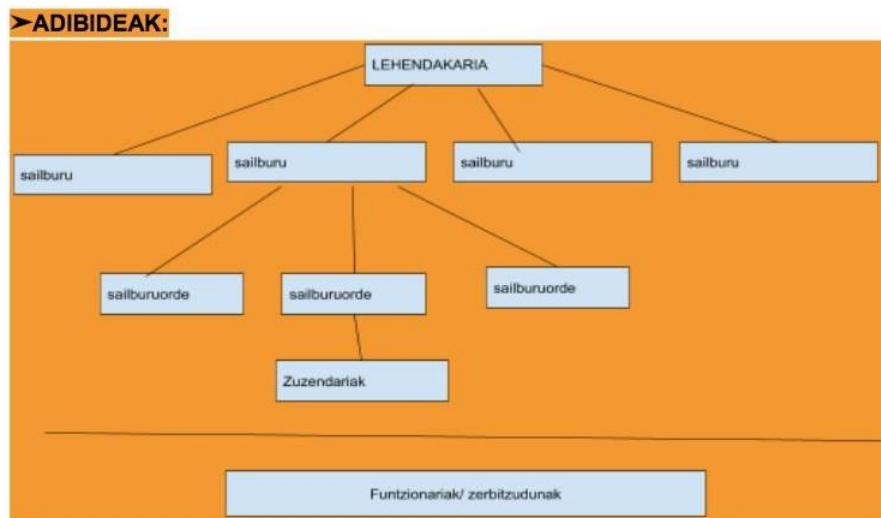 ➤ADIBIDEAK:
LEHENDAKARIA
sailburu
sailburu
sailburu
sailburu
sailburuorde
sailburuorde
sailburuorde
Zuzendariak
Funtzionariak/ zerbitzudunak